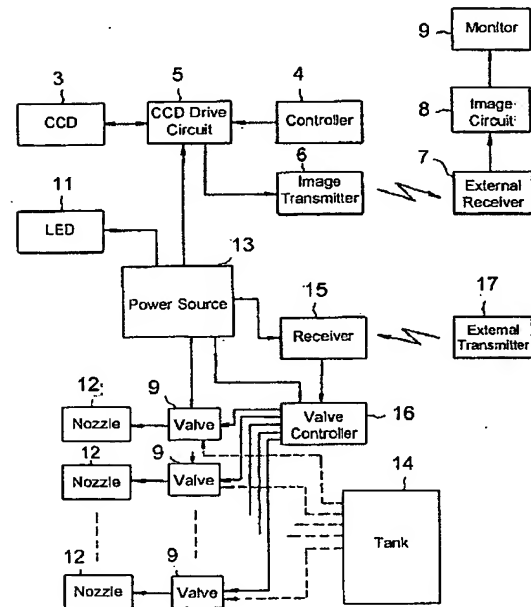 9
Monitor
3
5
4
8
CCD
CCD Drive
Circuit
Controller
Image
Circuit
6
7
11
Image
Transmitter
External
Receiver
LED
13
15
17
Power Source
Receiver
External
Transmitter
12
9
Nozzle
Valve
Valve
Controller
16
12
9
14
Nozzle
Valve
Tank
12
9
Nozzle
Valve